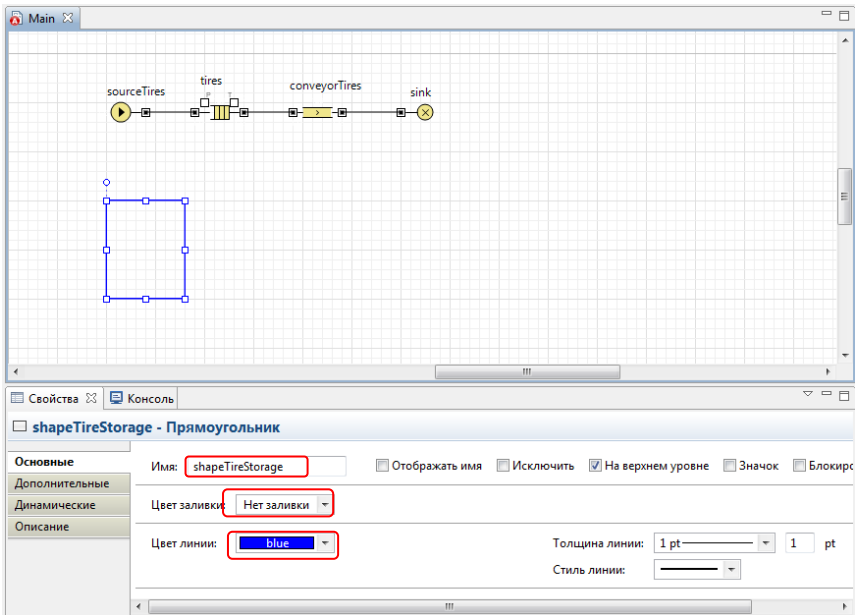 Main
sourceTires
tires
conveyorTires
sink
Свойства Консоль
shapeTireStorage - Прямоугольник
Основные
Дополнительные
Динамические
Описание
Имя: shapeTireStorage Отображать имя Исключить На верхнем уровне Значок Блокиро
Цвет заливки: Нет заливки
Цвет линии: blue Толщина линии: 1 pt 1 pt
Стиль линии: